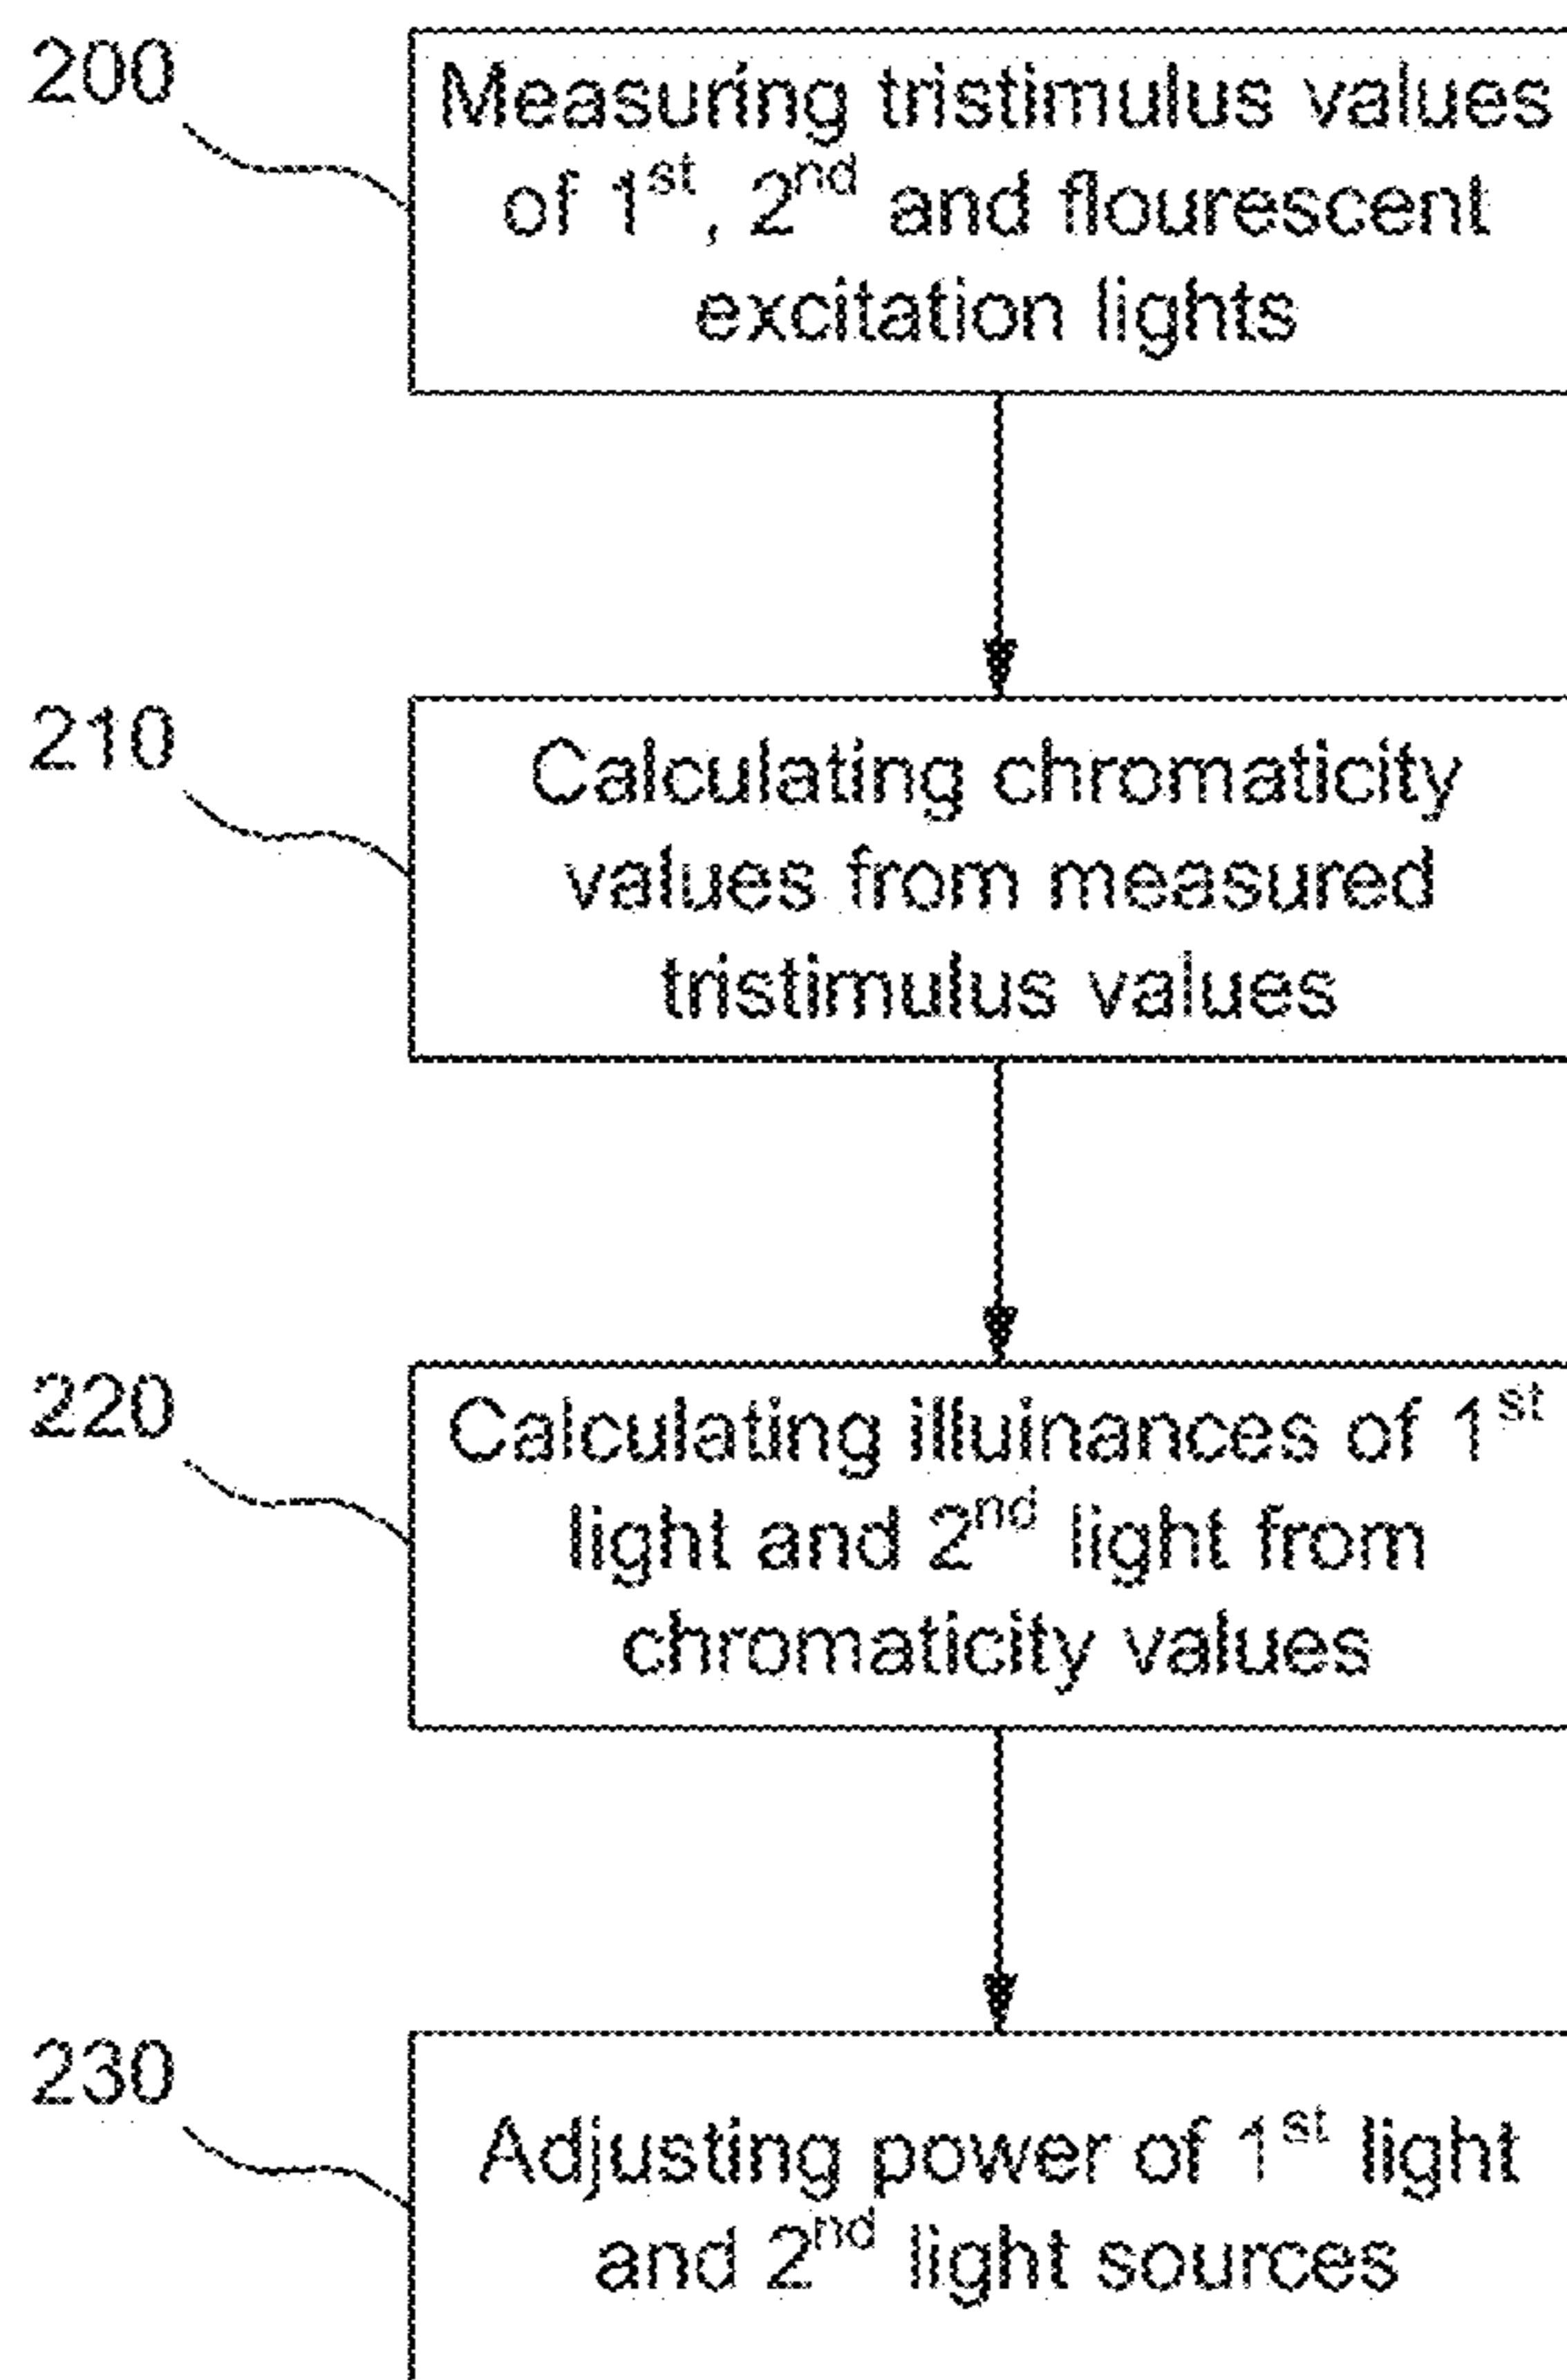 200
Measuring tristimulus values
of 1st, 2nd and flourescent
excitation lights
210
Calculating chromaticity
values from measured
tristimulus values
220
Calculating illuinances of 1st
light and 2nd light from
chromaticity values
230
Adjusting power of 1st light
and 2nd light sources